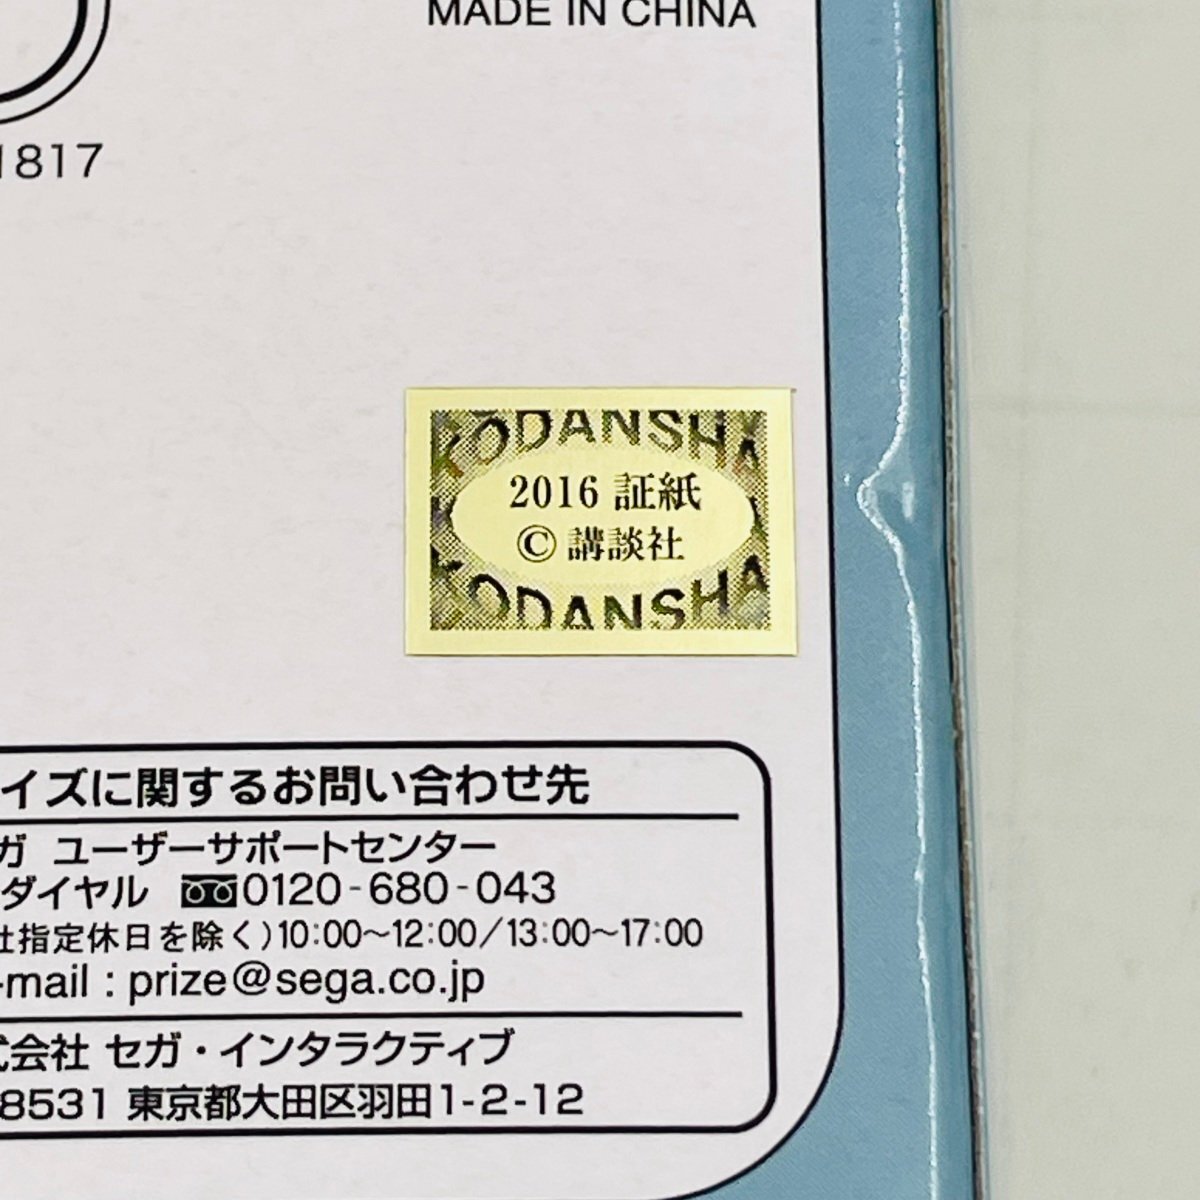 MADE IN CHINA
1817
KODANSHA
2016 証紙
© 講談社
KODANSHA
イズに関するお問い合わせ先
ガ ユーザーサポートセンター
ダイヤル 0120-680-043
社指定休日を除く)10:00~12:00/13:00~17:00
-mail : prize@sega.co.jp
式会社 セガ・インタラクティブ
8531 東京都大田区羽田1-2-12